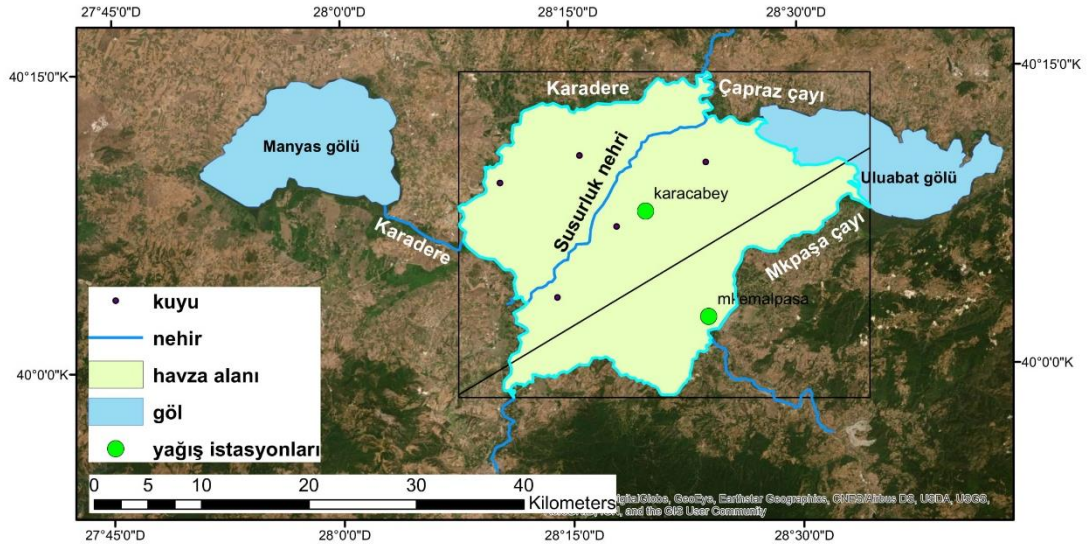 27°45'0"D 28°0'0"D 28°15'0"D 28°30'0"D
40°15'0"K 40°15'0"K
Karadere Çapraz çayı
Manyas gölü
Susurluk nehri
Uluabat gölü
karacabey
Karadere
Mkpaşa çayı
mkemalpasa
40°0'0"K 40°0'0"K
kuyu
nehir
havza alanı
göl
yağış istasyonları
0 5 10 20 30 40
Kilometers
DigitalGlobe, GeoEye, Earthstar Geographics, CNES/Airbus DS, USDA, USGS,
and the GIS User Community
27°45'0"D 28°0'0"D 28°15'0"D 28°30'0"D